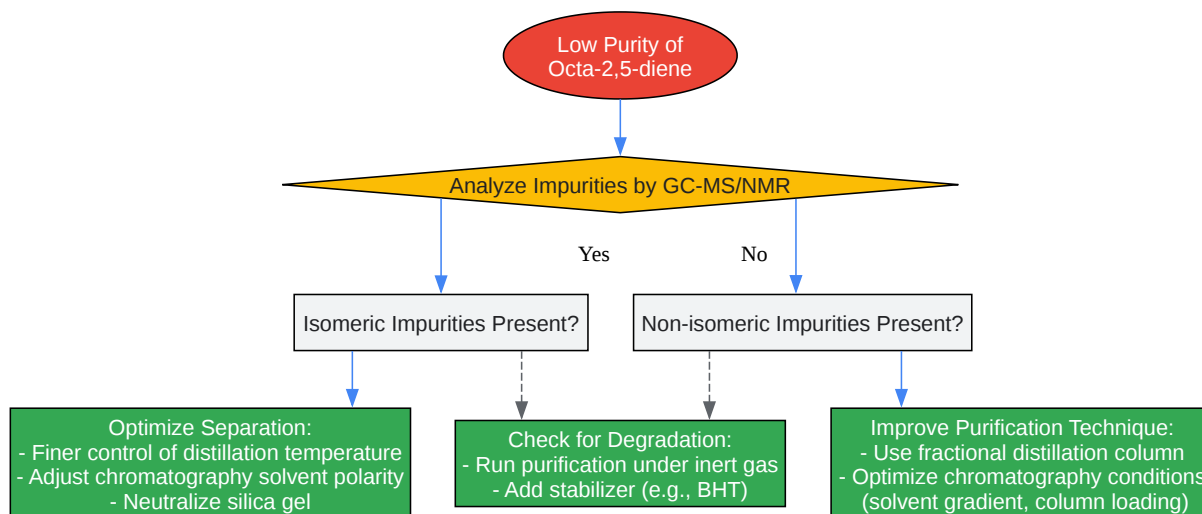 Low Purity of
Octa-2,5-diene
Analyze Impurities by GC-MS/NMR
Yes
No
Isomeric Impurities Present?
Non-isomeric Impurities Present?
Optimize Separation:
- Finer control of distillation temperature
- Adjust chromatography solvent polarity
- Neutralize silica gel
Check for Degradation:
- Run purification under inert gas
- Add stabilizer (e.g., BHT)
Improve Purification Technique:
- Use fractional distillation column
- Optimize chromatography conditions
(solvent gradient, column loading)